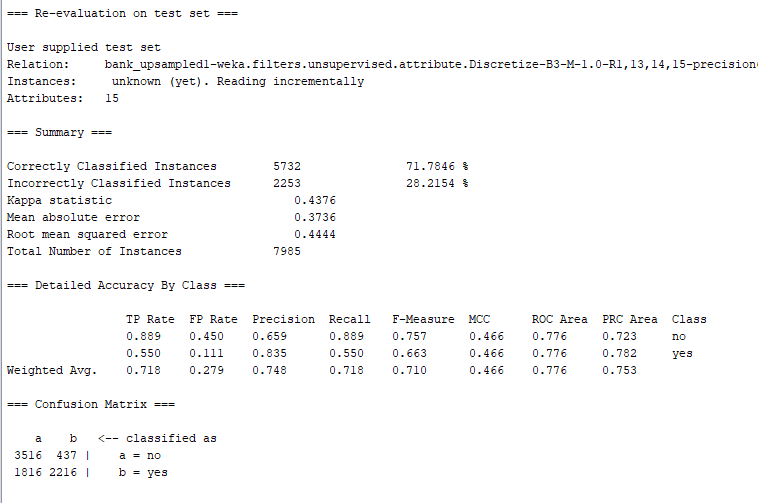 === Re-evaluation on test set ===
User supplied test set
Relation:     bank_upsampled1-weka.filters.unsupervised.attribute.Discretize-B3-M-1.0-R1,13,14,15-precision
Instances:     unknown (yet). Reading incrementally
Attributes:   15
=== Summary ===
Correctly Classified Instances        5732               71.7846 %
Incorrectly Classified Instances      2253               28.2154 %
Kappa statistic                          0.4376
Mean absolute error                      0.3736
Root mean squared error                  0.4444
Total Number of Instances             7985
=== Detailed Accuracy By Class ===
                 TP Rate  FP Rate  Precision  Recall   F-Measure  MCC      ROC Area  PRC Area  Class
                 0.889    0.450    0.659      0.889    0.757      0.466    0.776     0.723     no
                 0.550    0.111    0.835      0.550    0.663      0.466    0.776     0.782     yes
Weighted Avg.    0.718    0.279    0.748      0.718    0.710      0.466    0.776     0.753
=== Confusion Matrix ===
    a    b   <-- classified as
 3516  437 |    a = no
 1816 2216 |    b = yes